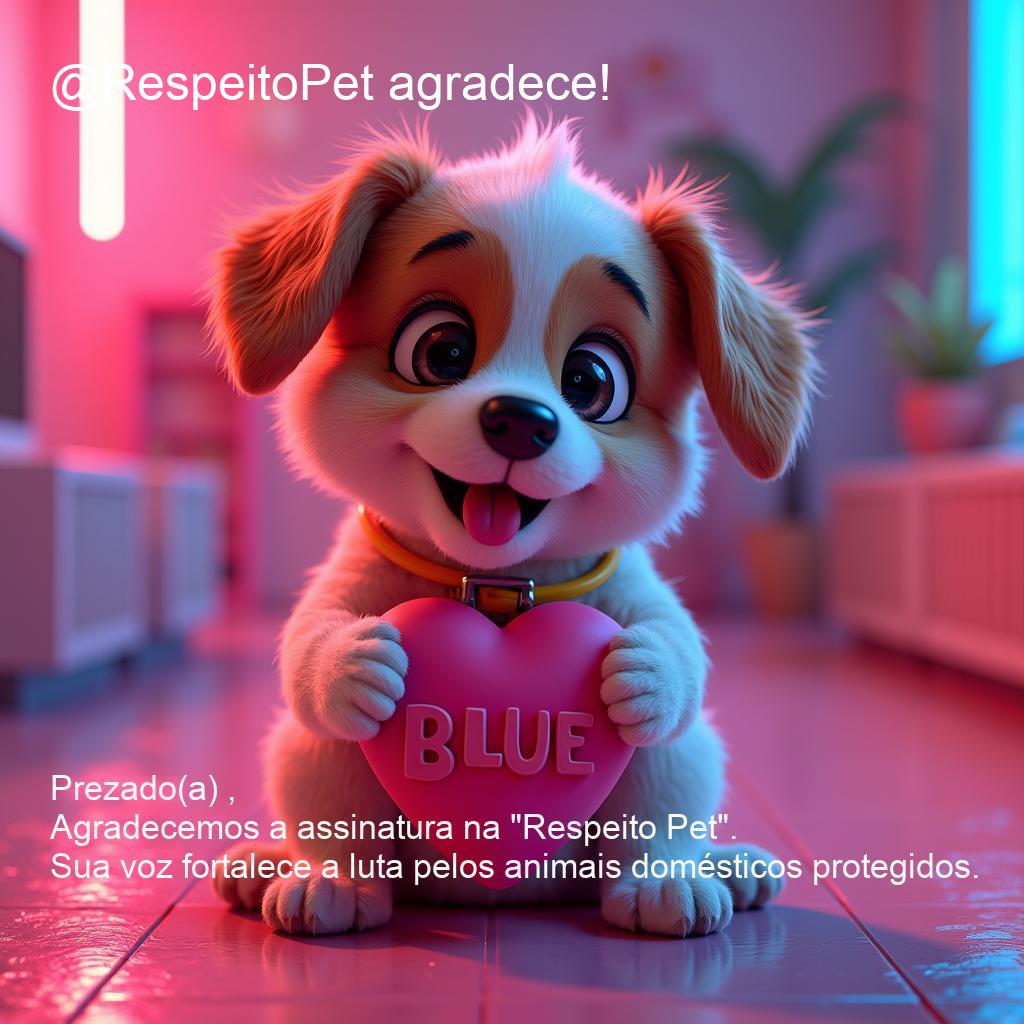 @RespeitoPet agradece!
BLUE
Prezado(a) ,
Agradecemos a assinatura na "Respeito Pet".
Sua voz fortalece a luta pelos animais domésticos protegidos.